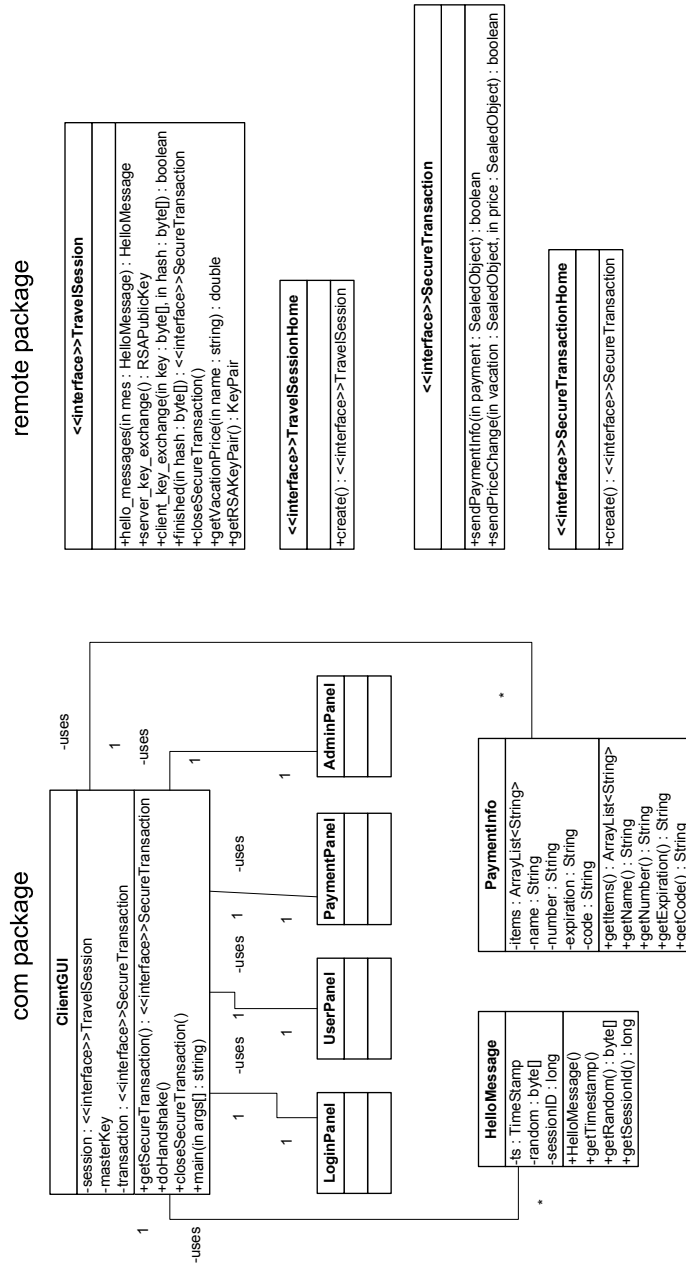 com package
ClientGUI
-session : <<interface>>TravelSession
-masterKey
-transaction : <<interface>>SecureTransaction
+getSecureTransaction() : <<interface>>SecureTransaction
+doHandshake()
+closeSecureTransaction()
+main(in args[] : string)
1
-uses
*
-uses
1
1
-uses
1
1
-uses
1
1
-uses
1
1
-uses
1
*
LoginPanel
UserPanel
PaymentPanel
AdminPanel
HelloMessage
-ts : TimeStamp
-random : byte[]
-sessionID : long
+HelloMessage()
+getTimestamp()
+getRandom() : byte[]
+getSessionId() : long
PaymentInfo
-items : ArrayList<String>
-name : String
-number : String
-expiration : String
-code : String
+getItems() : ArrayList<String>
+getName() : String
+getNumber() : String
+getExpiration() : String
+getCode() : String
remote package
<<interface>>TravelSession
+hello_messages(in mes : HelloMessage) : HelloMessage
+server_key_exchange() : RSAPublicKey
+client_key_exchange(in key : byte[], in hash : byte[]) : boolean
+finished(in hash : byte[]) : <<interface>>SecureTransaction
+closeSecureTransaction()
+getVacationPrice(in name : string) : double
+getRSAKeyPair() : KeyPair
<<interface>>TravelSessionHome
+create() : <<interface>>TravelSession
<<interface>>SecureTransaction
+sendPaymentInfo(in payment : SealedObject) : boolean
+sendPriceChange(in vacation : SealedObject, in price : SealedObject) : boolean
<<interface>>SecureTransactionHome
+create() : <<interface>>SecureTransaction